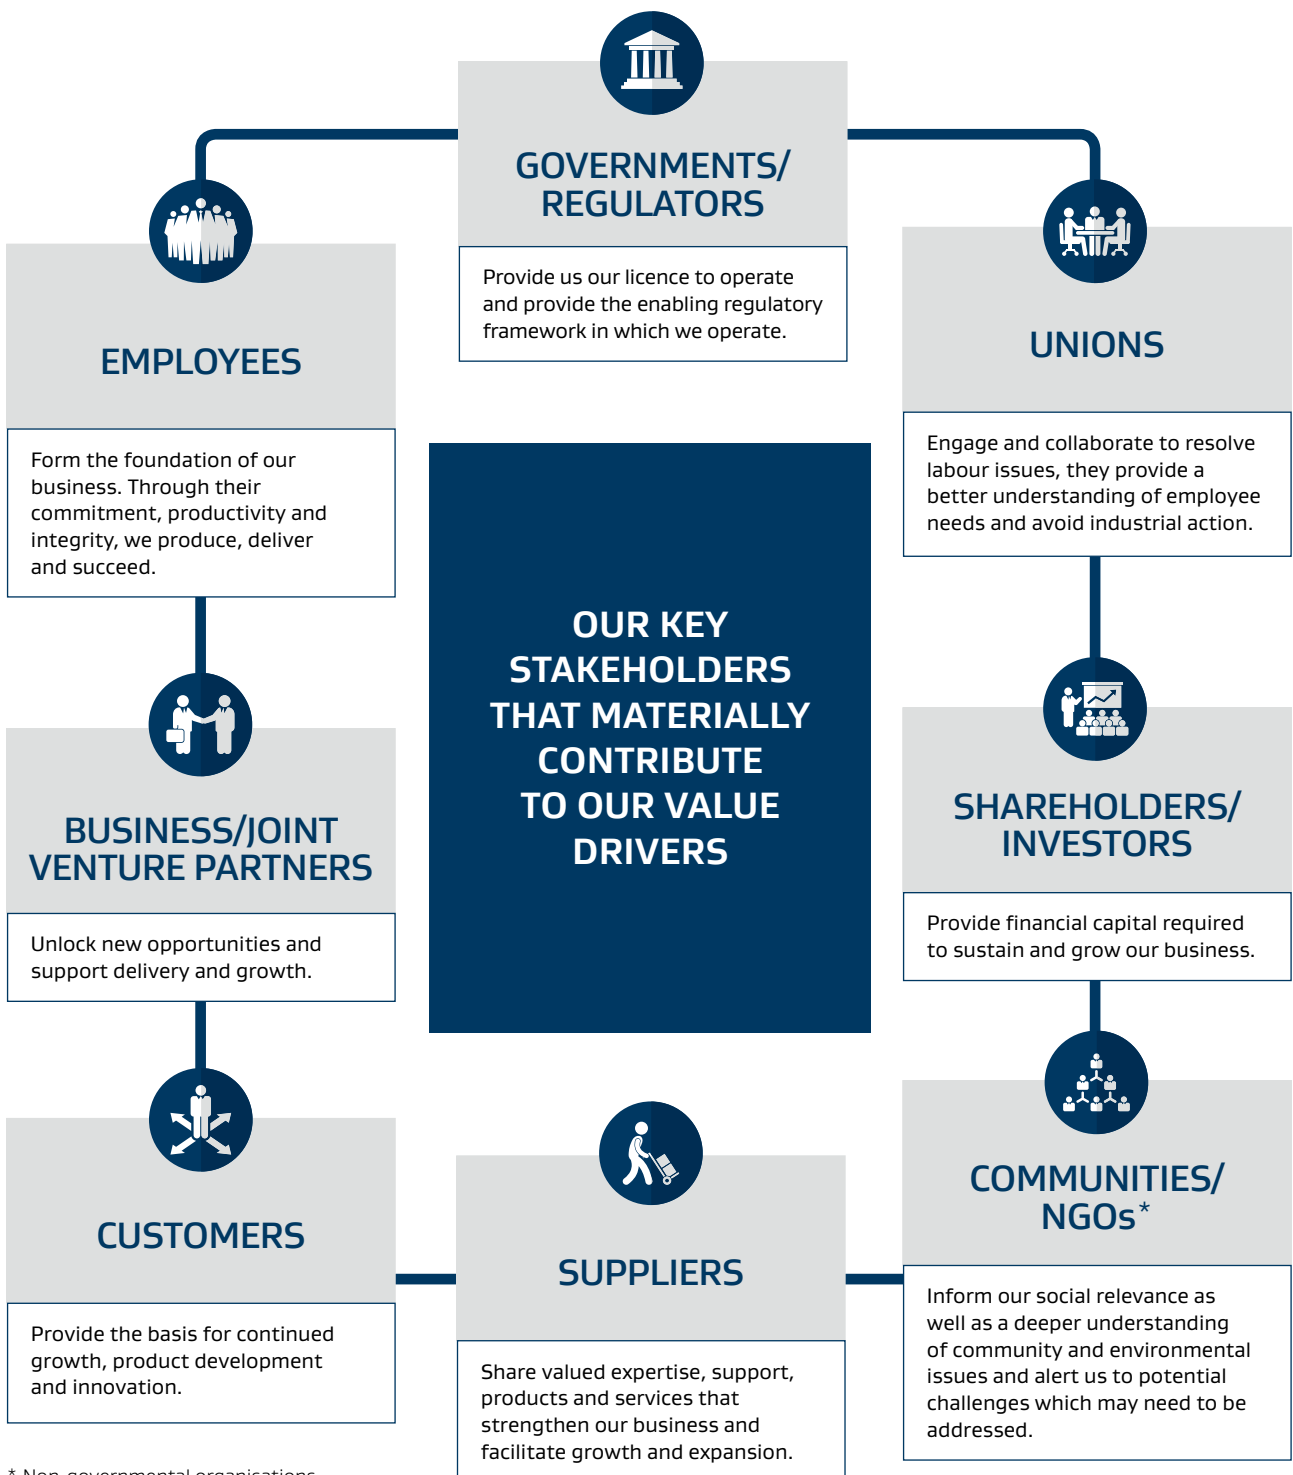 GOVERNMENTS/
REGULATORS
Provide us our licence to operate
and provide the enabling regulatory
framework in which we operate.
EMPLOYEES
Form the foundation of our
business. Through their
commitment, productivity and
integrity, we produce, deliver
and succeed.
UNIONS
Engage and collaborate to resolve
labour issues, they provide a
better understanding of employee
needs and avoid industrial action.
OUR KEY
STAKEHOLDERS
THAT MATERIALLY
CONTRIBUTE
TO OUR VALUE
DRIVERS
BUSINESS/JOINT
VENTURE PARTNERS
Unlock new opportunities and
support delivery and growth.
SHAREHOLDERS/
INVESTORS
Provide financial capital required
to sustain and grow our business.
CUSTOMERS
Provide the basis for continued
growth, product development
and innovation.
SUPPLIERS
Share valued expertise, support,
products and services that
strengthen our business and
facilitate growth and expansion.
COMMUNITIES/
NGOs*
Inform our social relevance as
well as a deeper understanding
of community and environmental
issues and alert us to potential
challenges which may need to be
addressed.
* Non-governmental organisations